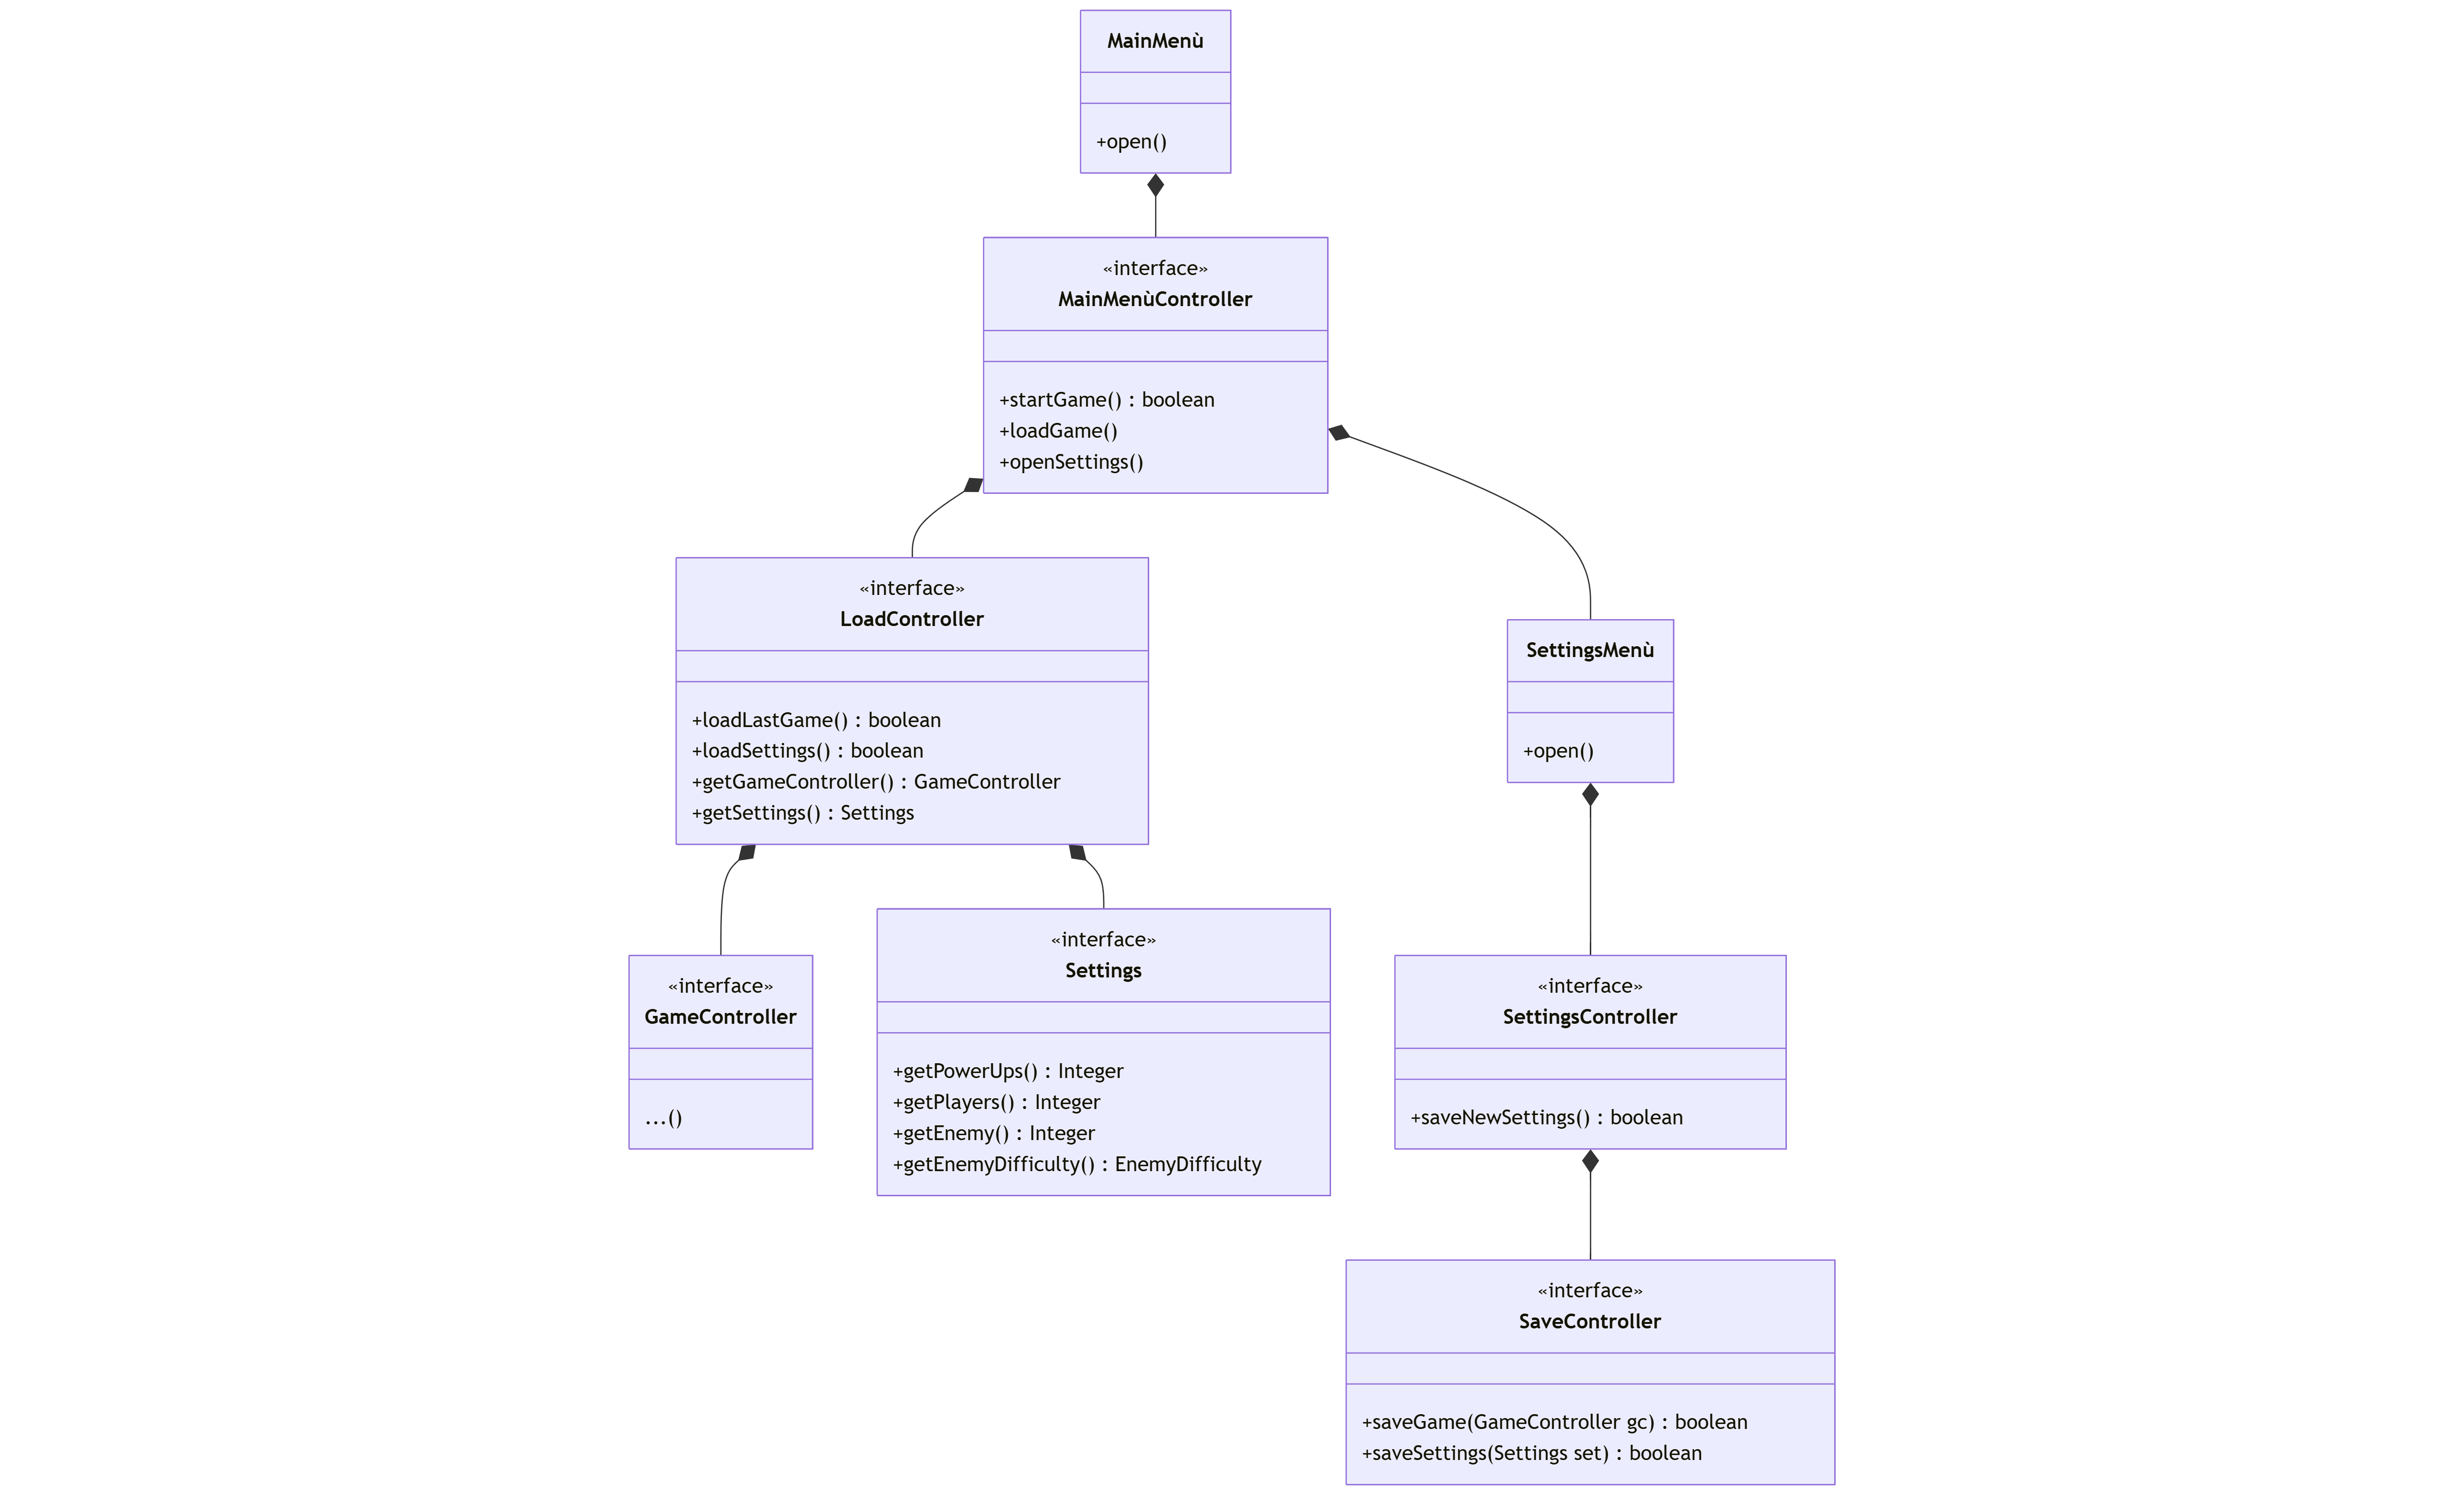 MainMenù
+open()
«interface»
MainMenùController
+startGame() : boolean
+loadGame()
+openSettings()
«interface»
LoadController
+loadLastGame() : boolean
+loadSettings() : boolean
+getGameController() : GameController
+getSettings() : Settings
SettingsMenù
+open()
«interface»
GameController
...()
«interface»
Settings
+getPowerUps() : Integer
+getPlayers() : Integer
+getEnemy() : Integer
+getEnemyDifficulty() : EnemyDifficulty
«interface»
SettingsController
+saveNewSettings() : boolean
«interface»
SaveController
+saveGame(GameController gc) : boolean
+saveSettings(Settings set) : boolean